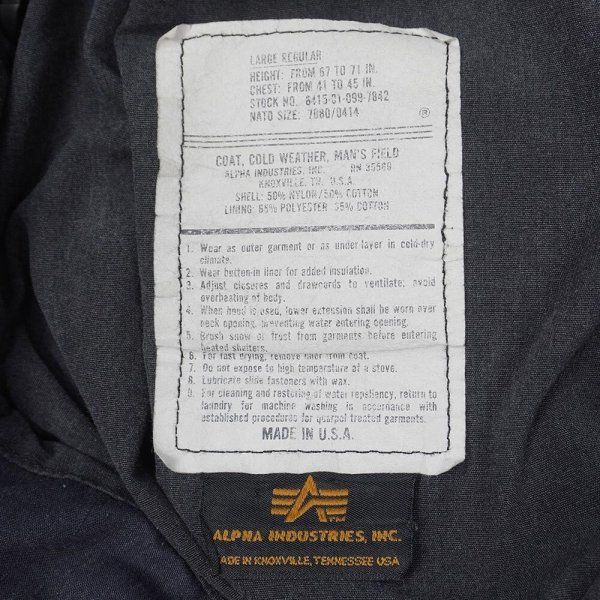 LARGE REGULAR
HEIGHT: FROM 67 TO 71 IN.
CHEST: FROM 41 TO 45 IN.
STOCK NO. 8415-01-099-7842
NATO SIZE: 7080/0414
®
COAT, COLD WEATHER, MAN'S FIELD
ALPHA INDUSTRIES, INC. RN 35589
KNOXVILLE, TN. U.S.A.
SHELL: 50% NYLON/50% COTTON
LINING: 65% POLYESTER 35% COTTON
1. Wear as outer garment or as under layer in cold-dry
climate.
2. Wear button-in liner for added insulation.
3. Adjust closures and drawcords to ventilate; avoid
overheating of body.
4. When hood is used, lower extension shall be worn over
neck opening, preventing water entering opening.
5. Brush snow or frost from garments before entering
heated shelters.
6. For fast drying, remove liner from coat.
7. Do not expose to high temperature of a stove.
8. Lubricate slide fasteners with wax.
9. For cleaning and restoring of water repellency, return to
laundry for machine washing in accordance with
established procedures for quarpel treated garments.
MADE IN U.S.A.
TM
ALPHA INDUSTRIES, INC.
MADE IN KNOXVILLE, TENNESSEE USA